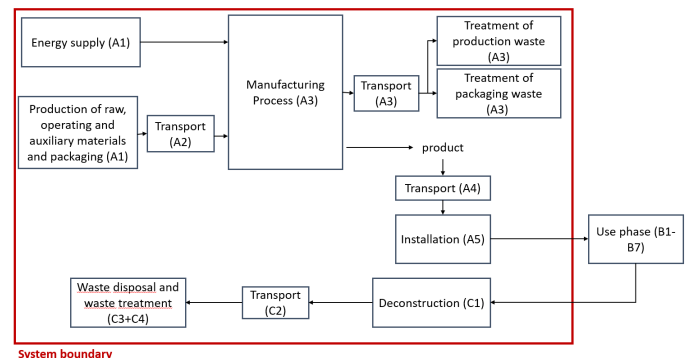 Energy supply (A1)
Production of raw,
operating and
auxiliary materials
and packaging (A1)
Transport
(A2)
Manufacturing
Process (A3)
Transport
(A3)
Treatment of
production waste
(A3)
Treatment of
packaging waste
(A3)
product
Transport (A4)
Installation (A5)
Use phase (B1-
B7)
Deconstruction (C1)
Transport
(C2)
Waste disposal and
waste treatment
(C3+C4)
System boundary